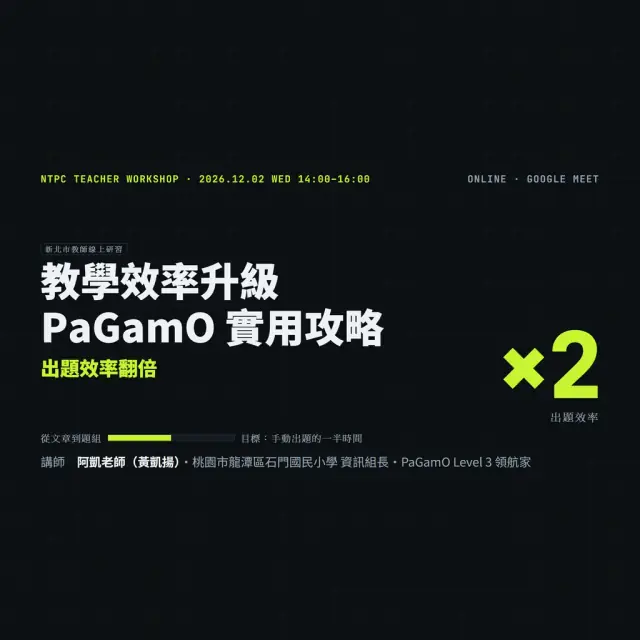 NTPC TEACHER WORKSHOP · 2026.12.02 WED 14:00–16:00
ONLINE · GOOGLE MEET
新北市教師線上研習
教學效率升級
PaGamO 實用攻略
出題效率翻倍
×2
出題效率
從文章到題組
目標：手動出題的一半時間
講師 阿凱老師（黃凱揚）・桃園市龍潭區石門國民小學 資訊組長・PaGamO Level 3 領航家